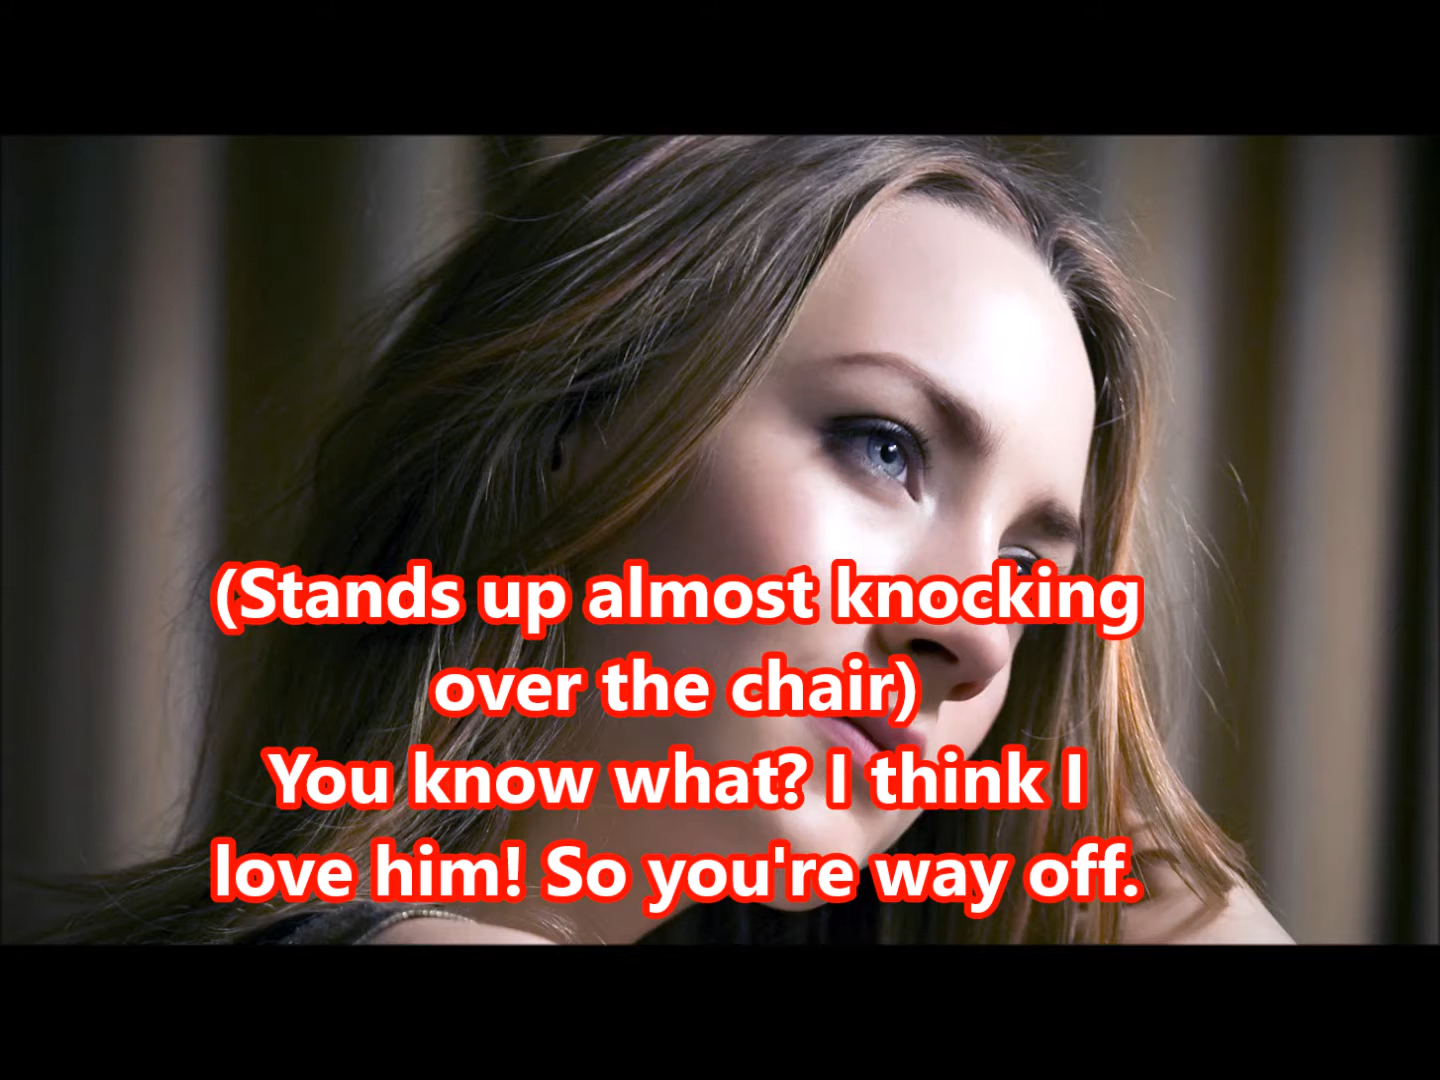 (Stands up almost knocking
over the chair)
You know what? I think I
love him! So you're way off.